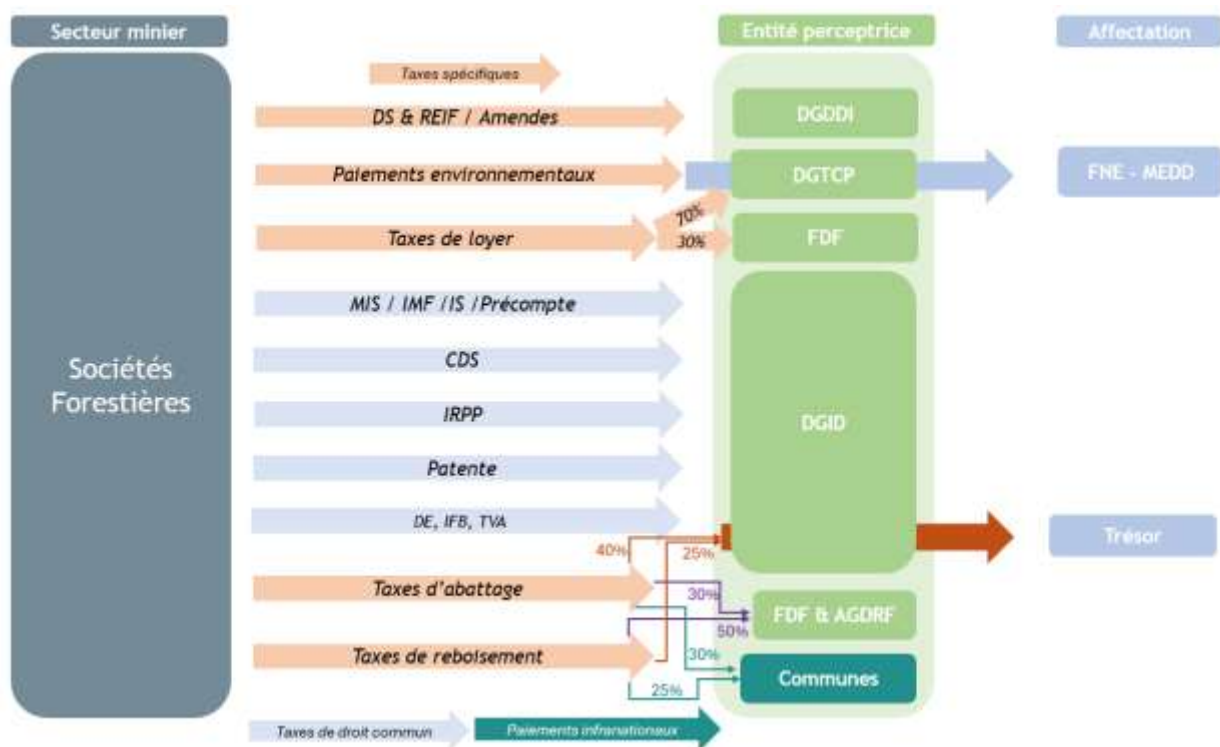 Secteur minier
Entité perceptrice
Affectation
Taxes spécifiques
DS & REIF / Amendes
DGDDI
Paiements environnementaux
DGTCP
FNE - MEDD
70%
Taxes de loyer
30%
FDF
MIS / IMF /IS /Précompte
Sociétés
Forestières
CDS
IRPP
DGID
Patente
DE, IFB, TVA
40%
25%
Trésor
Taxes d'abattage
30%
FDF & AGDRF
50%
Taxes de reboisement
30%
Communes
25%
Taxes de droit commun
Paiements infranationaux